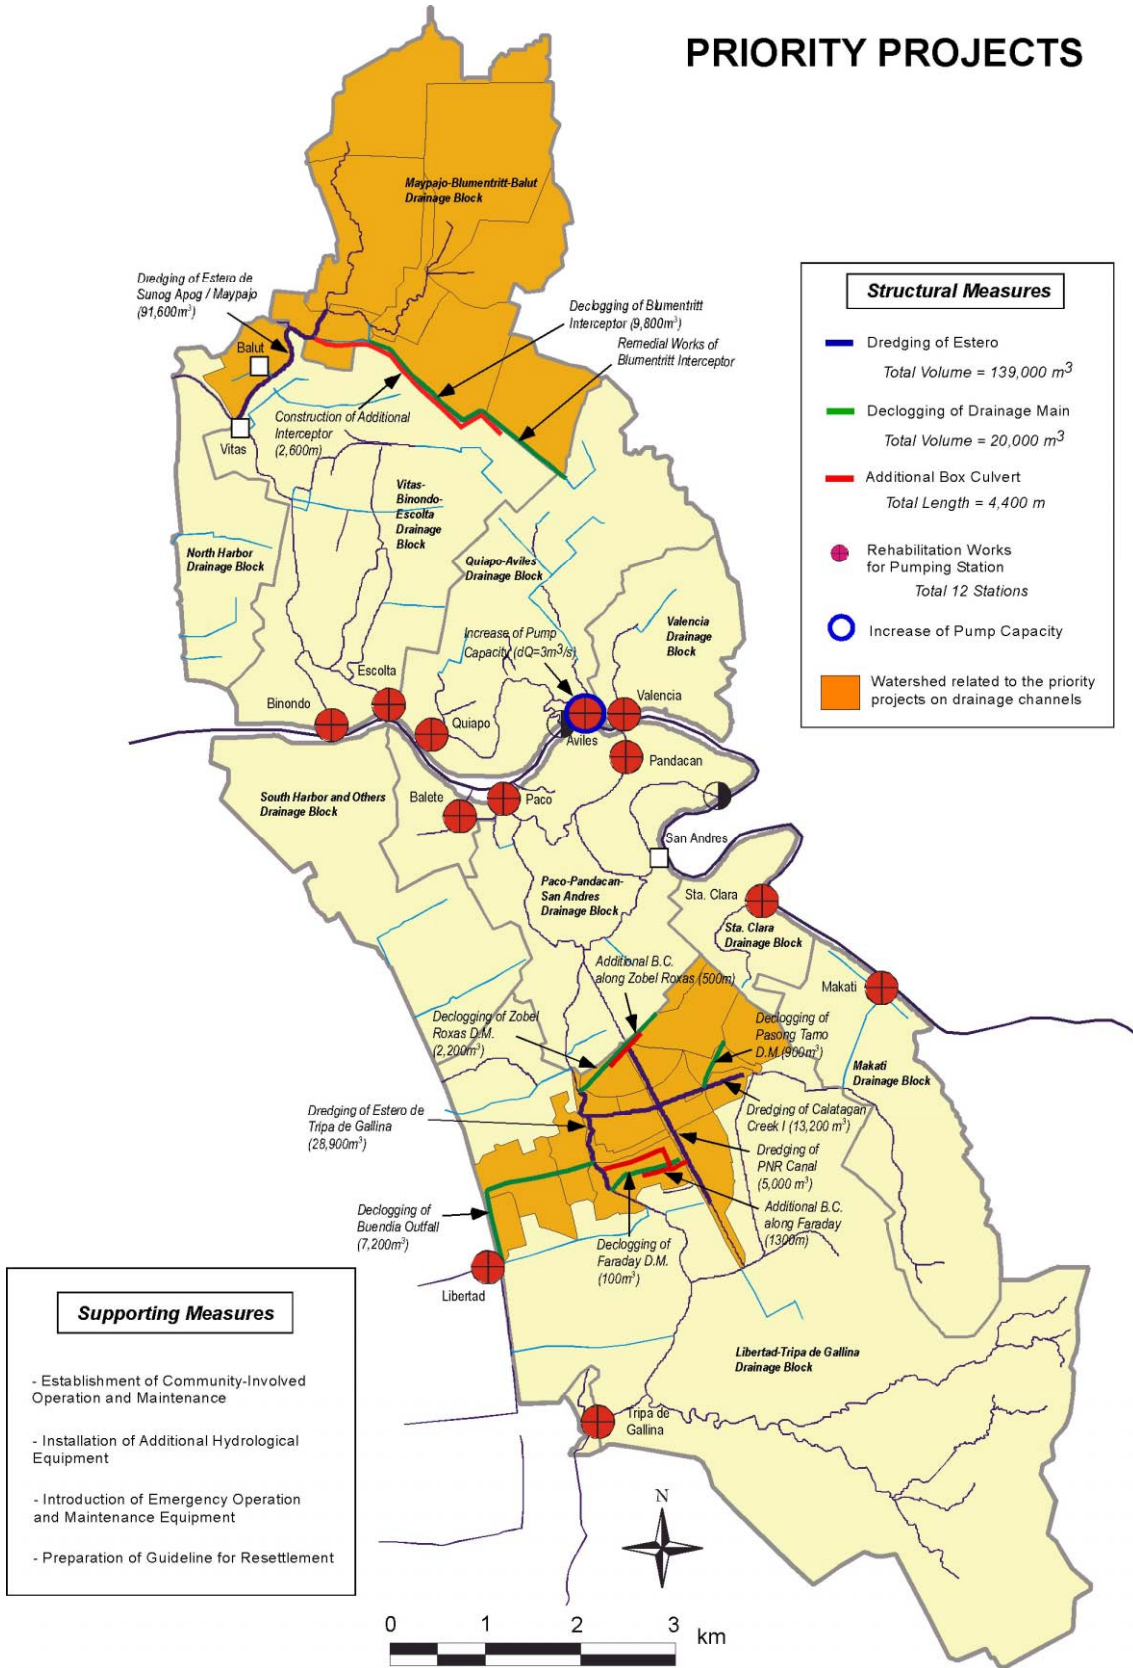 PRIORITY PROJECTS
Maypajo-Blumentritt-Balut
Drainage Block
Dredging of Estero de
Sunog Apog / Maypajo
(91,600m³)
Balut
Vitas
Declogging of Blumentritt
Interceptor (9,800m³)
Remedial Works of
Blumentritt Interceptor
Construction of Additional
Interceptor
(2,600m)
Structural Measures
Dredging of Estero
Total Volume = 139,000 m³
Declogging of Drainage Main
Total Volume = 20,000 m³
Additional Box Culvert
Total Length = 4,400 m
Rehabilitation Works
for Pumping Station
Total 12 Stations
Increase of Pump Capacity
Watershed related to the priority
projects on drainage channels
Vitas-
Binondo-
Escolta
Drainage
Block
North Harbor
Drainage Block
Quiapo-Aviles
Drainage Block
Valencia
Drainage
Block
Increase of Pump
Capacity (dQ=3m³/s)
Escolta
Binondo
Quiapo
Valencia
Aviles
Pandacan
South Harbor and Others
Drainage Block
Balete
Paco
San Andres
Paco-Pandacan-
San Andres
Drainage Block
Sta. Clara
Sta. Clara
Drainage Block
Additional B.C.
along Zobel Roxas (500m)
Makati
Declogging of Zobel
Roxas D.M.
(2,200m³)
Declogging of
Pasong Tamo
D.M.(900m³)
Makati
Drainage Block
Dredging of Estero de
Tripa de Gallina
(28,900m³)
Dredging of Calatagan
Creek I (13,200 m³)
Dredging of
PNR Canal
(5,000 m³)
Additional B.C.
along Faraday
(1300m)
Declogging of
Buendia Outfall
(7,200m³)
Declogging of
Faraday D.M.
(100m³)
Libertad
Libertad-Tripa de Gallina
Drainage Block
Tripa de
Gallina
Supporting Measures
- Establishment of Community-Involved
Operation and Maintenance
- Installation of Additional Hydrological
Equipment
- Introduction of Emergency Operation
and Maintenance Equipment
- Preparation of Guideline for Resettlement
N
0 1 2 3
km